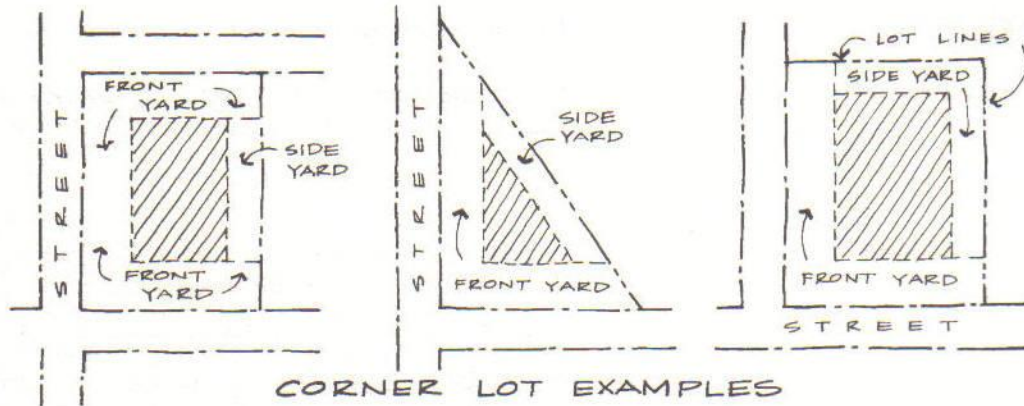 STREET
FRONT
YARD
SIDE
YARD
FRONT
YARD
STREET
SIDE
YARD
FRONT YARD
LOT LINES
SIDE YARD
FRONT YARD
STREET
CORNER LOT EXAMPLES